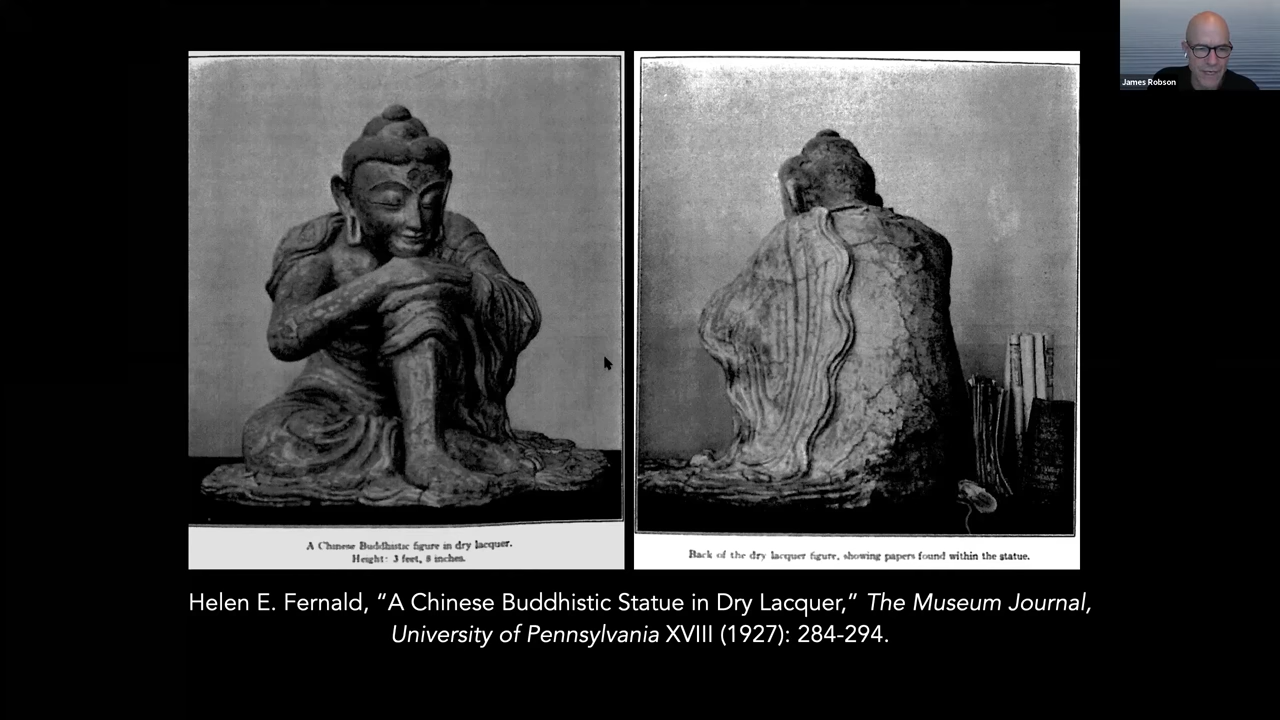 James Robson
A Chinese Buddhistic figure in dry lacquer.
Height: 3 feet, 8 inches.
Back of the dry lacquer figure, showing papers found within the statue.
Helen E. Fernald, “A Chinese Buddhistic Statue in Dry Lacquer,” The Museum Journal,
University of Pennsylvania XVIII (1927): 284-294.